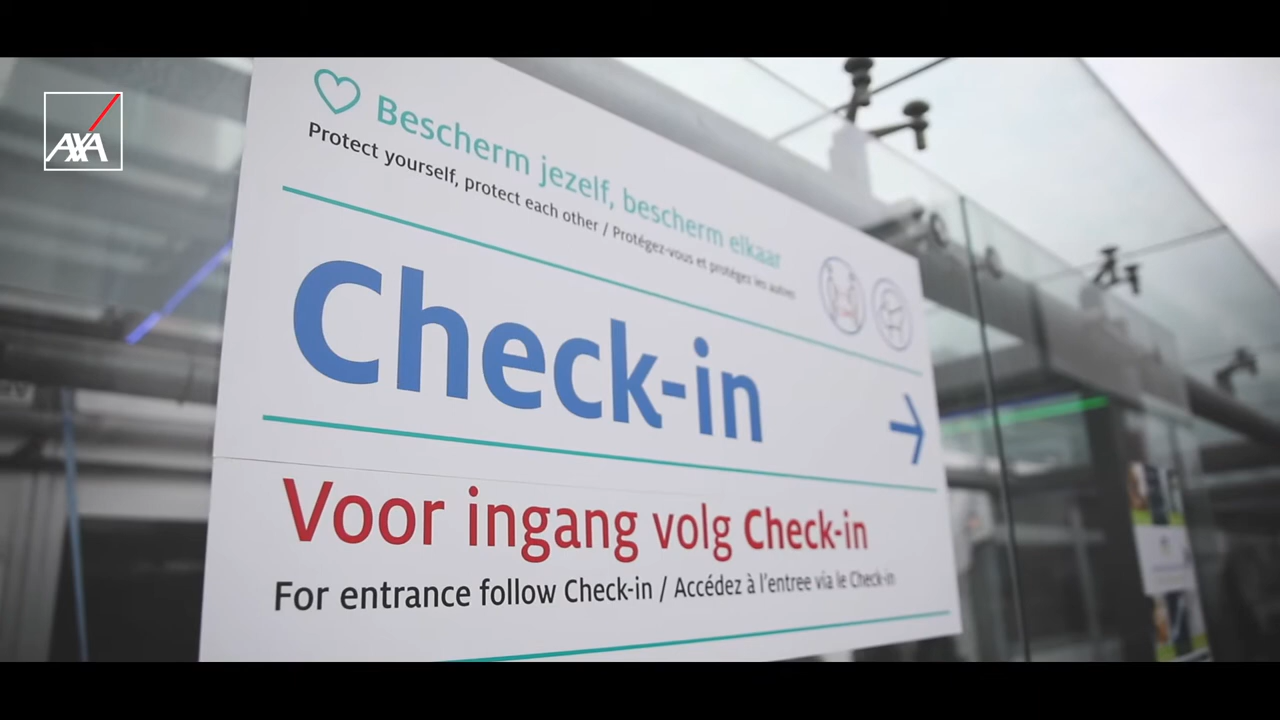 AXA
Bescherm jezelf, bescherm elkaar
Protect yourself, protect each other / Protégez-vous et protégez les autres
Check-in
Voor ingang volg Check-in
For entrance follow Check-in / Accédez à l'entree via le Check-in